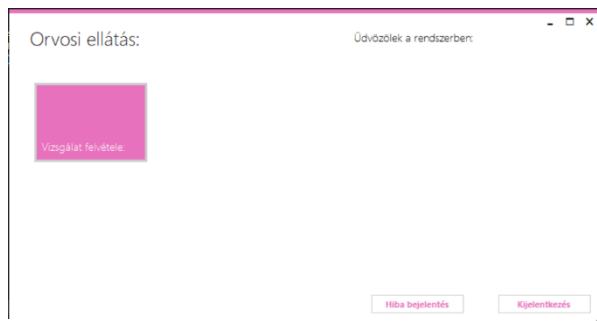 Orvosi ellátás:
Üdvözölek a rendszerben:
Vizsgálat felvétele:
Hiba bejelentés
Kijelentkezés